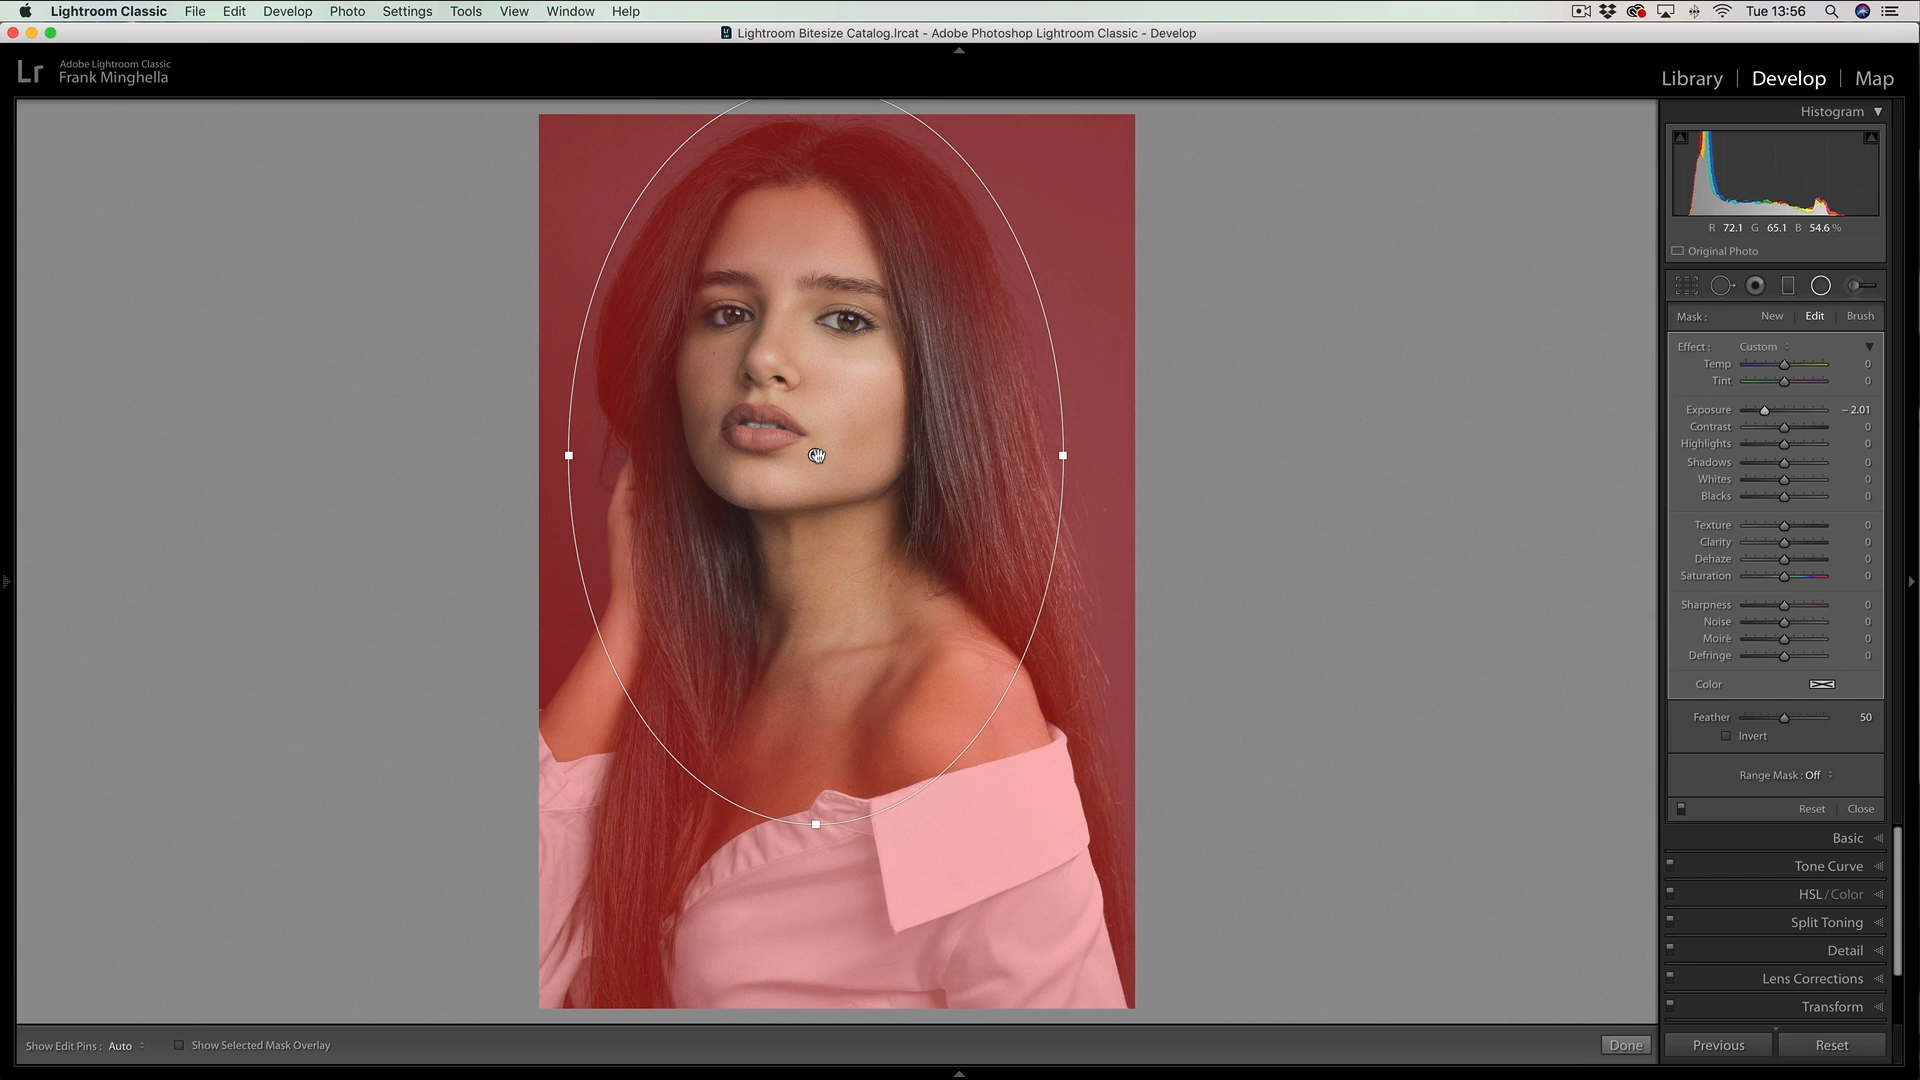 Lightroom Classic File Edit Develop Photo Settings Tools View Window Help Tue 13:56
Lightroom Bitesize Catalog.lrcat - Adobe Photoshop Lightroom Classic - Develop
Lr Adobe Lightroom Classic
Frank Minghella
Library | Develop | Map
Histogram
R 72.1 G 65.1 B 54.6 %
Original Photo
Mask : New Edit Brush
Effect : Custom
Temp 0
Tint 0
Exposure – 2.01
Contrast 0
Highlights 0
Shadows 0
Whites 0
Blacks 0
Texture 0
Clarity 0
Dehaze 0
Saturation 0
Sharpness 0
Noise 0
Moiré 0
Defringe 0
Color
Feather 50
Invert
Range Mask : Off
Reset Close
Basic
Tone Curve
HSL / Color
Split Toning
Detail
Lens Corrections
Transform
Show Edit Pins : Auto Show Selected Mask Overlay Done Previous Reset